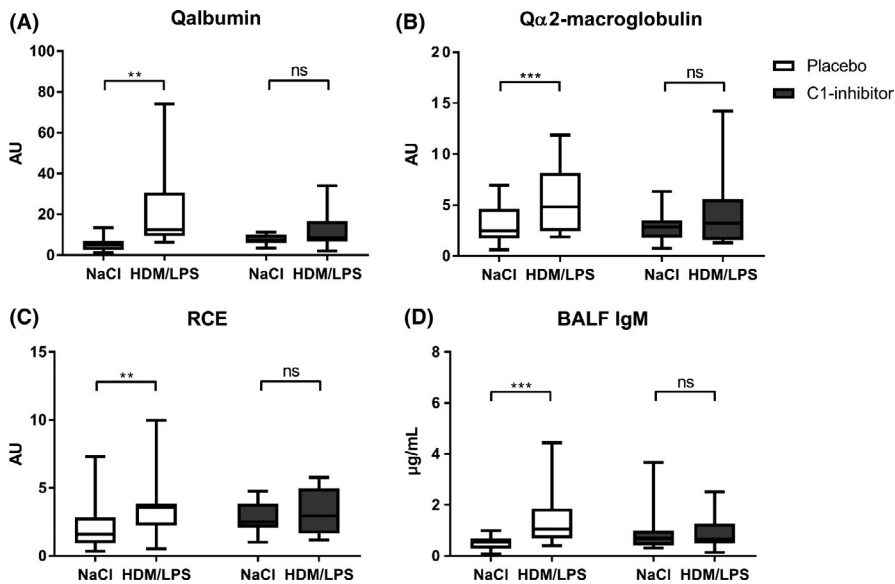 (A)
Qalbumin
AU
100
80
60
40
20
0
**
ns
NaCl HDM/LPS NaCl HDM/LPS
(B)
Qα2-macroglobulin
AU
20
15
10
5
0
***
ns
NaCl HDM/LPS NaCl HDM/LPS
Placebo
C1-inhibitor
(C)
RCE
AU
15
10
5
0
**
ns
NaCl HDM/LPS NaCl HDM/LPS
(D)
BALF IgM
µg/mL
8
6
4
2
0
***
ns
NaCl HDM/LPS NaCl HDM/LPS